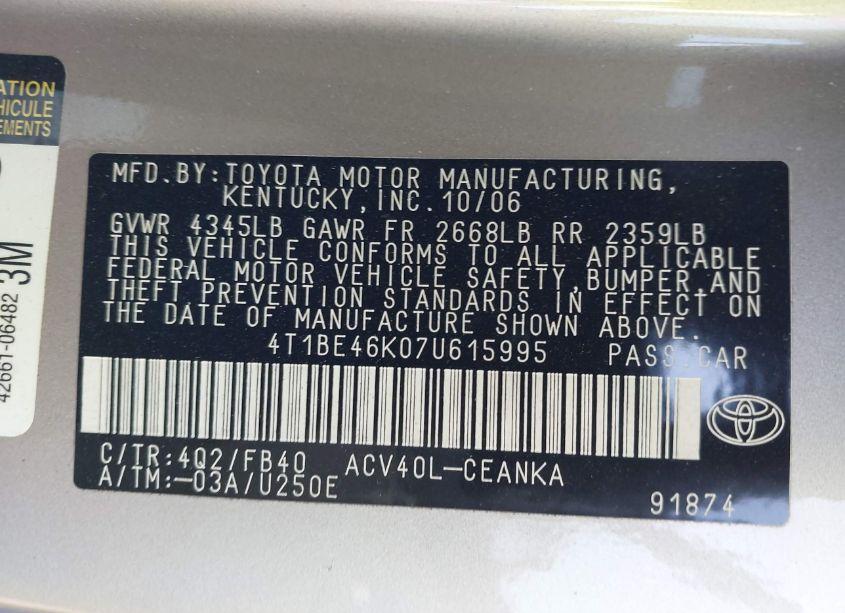 ATION
HICULE
EMENTS
3M
42661-06482
MFD.BY:TOYOTA MOTOR MANUFACTURING,
KENTUCKY,INC.10/06
GVWR 4345LB GAWR FR 2668LB RR 2359LB
THIS VEHICLE CONFORMS TO ALL APPLICABLE
FEDERAL MOTOR VEHICLE SAFETY,BUMPER,AND
THEFT PREVENTION STANDARDS IN EFFECT ON
THE DATE OF MANUFACTURE SHOWN ABOVE.
4T1BE46K07U615995 PASS.CAR
C/TR:4Q2/FB40 ACV40L-CEANKA
A/TM:-03A/U250E
91874